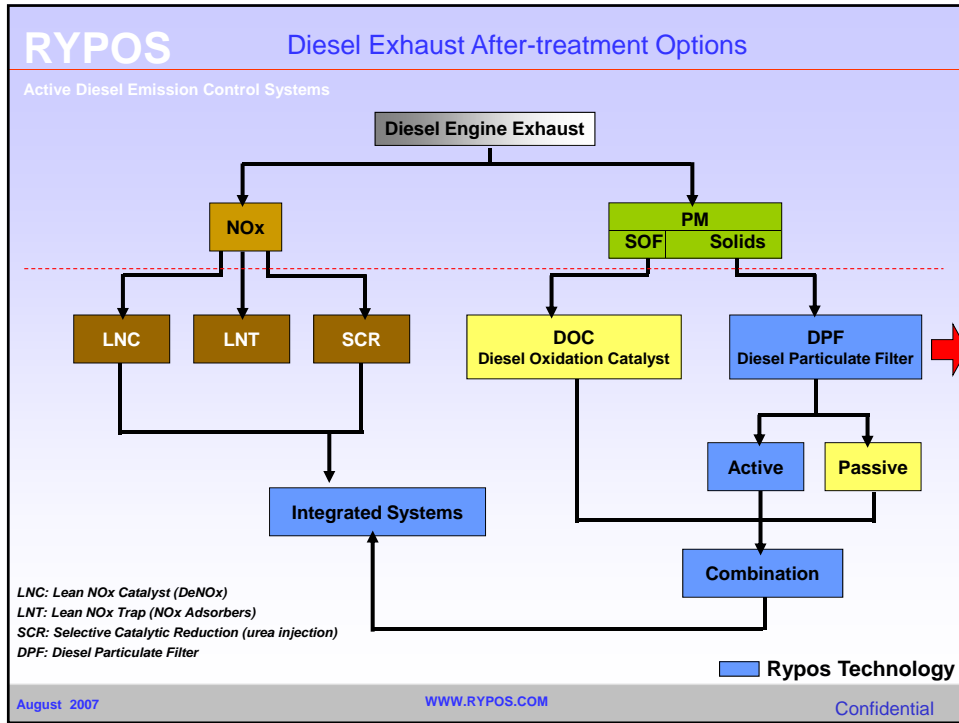 RYPOS
Diesel Exhaust After-treatment Options
Active Diesel Emission Control Systems
Diesel Engine Exhaust
NOx
PM
SOF Solids
LNC
LNT
SCR
DOC
Diesel Oxidation Catalyst
DPF
Diesel Particulate Filter
Active
Passive
Integrated Systems
Combination
LNC: Lean NOx Catalyst (DeNOx)
LNT: Lean NOx Trap (NOx Adsorbers)
SCR: Selective Catalytic Reduction (urea injection)
DPF: Diesel Particulate Filter
Rypos Technology
August 2007
WWW.RYPOS.COM
Confidential